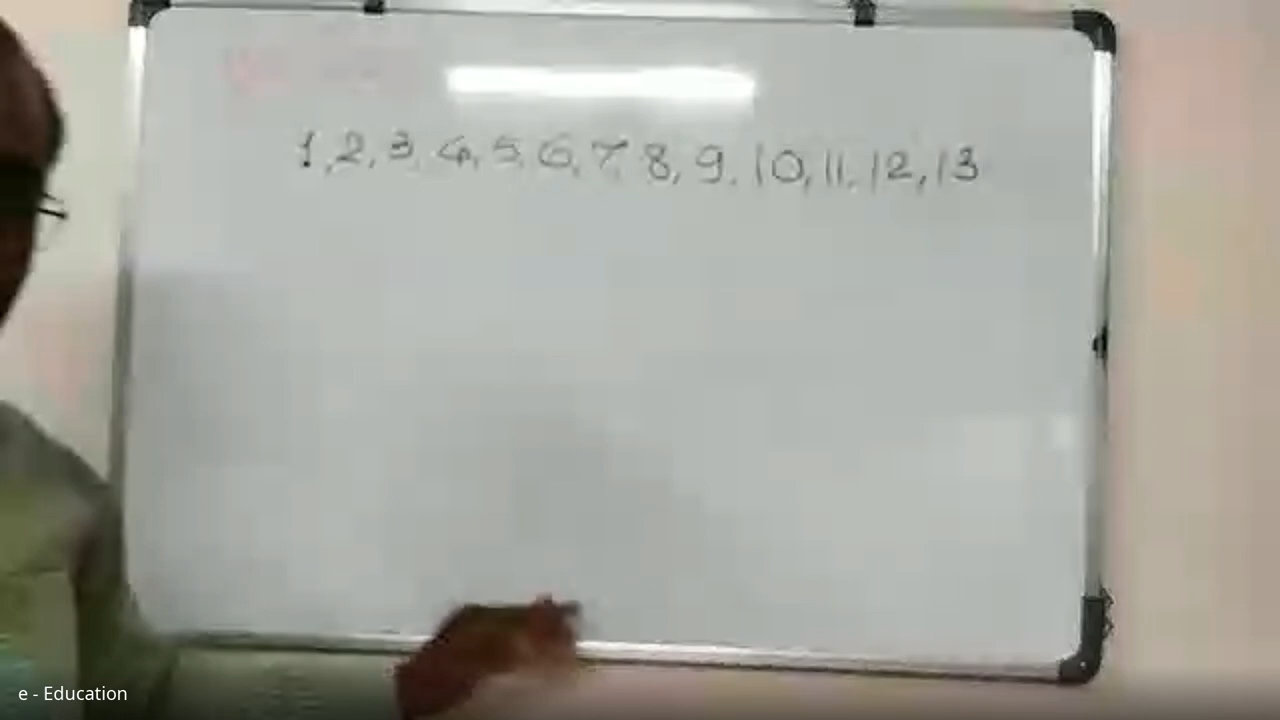 1, 2, 3, 4, 5, 6, 7, 8, 9, 10, 11, 12, 13
e - Education